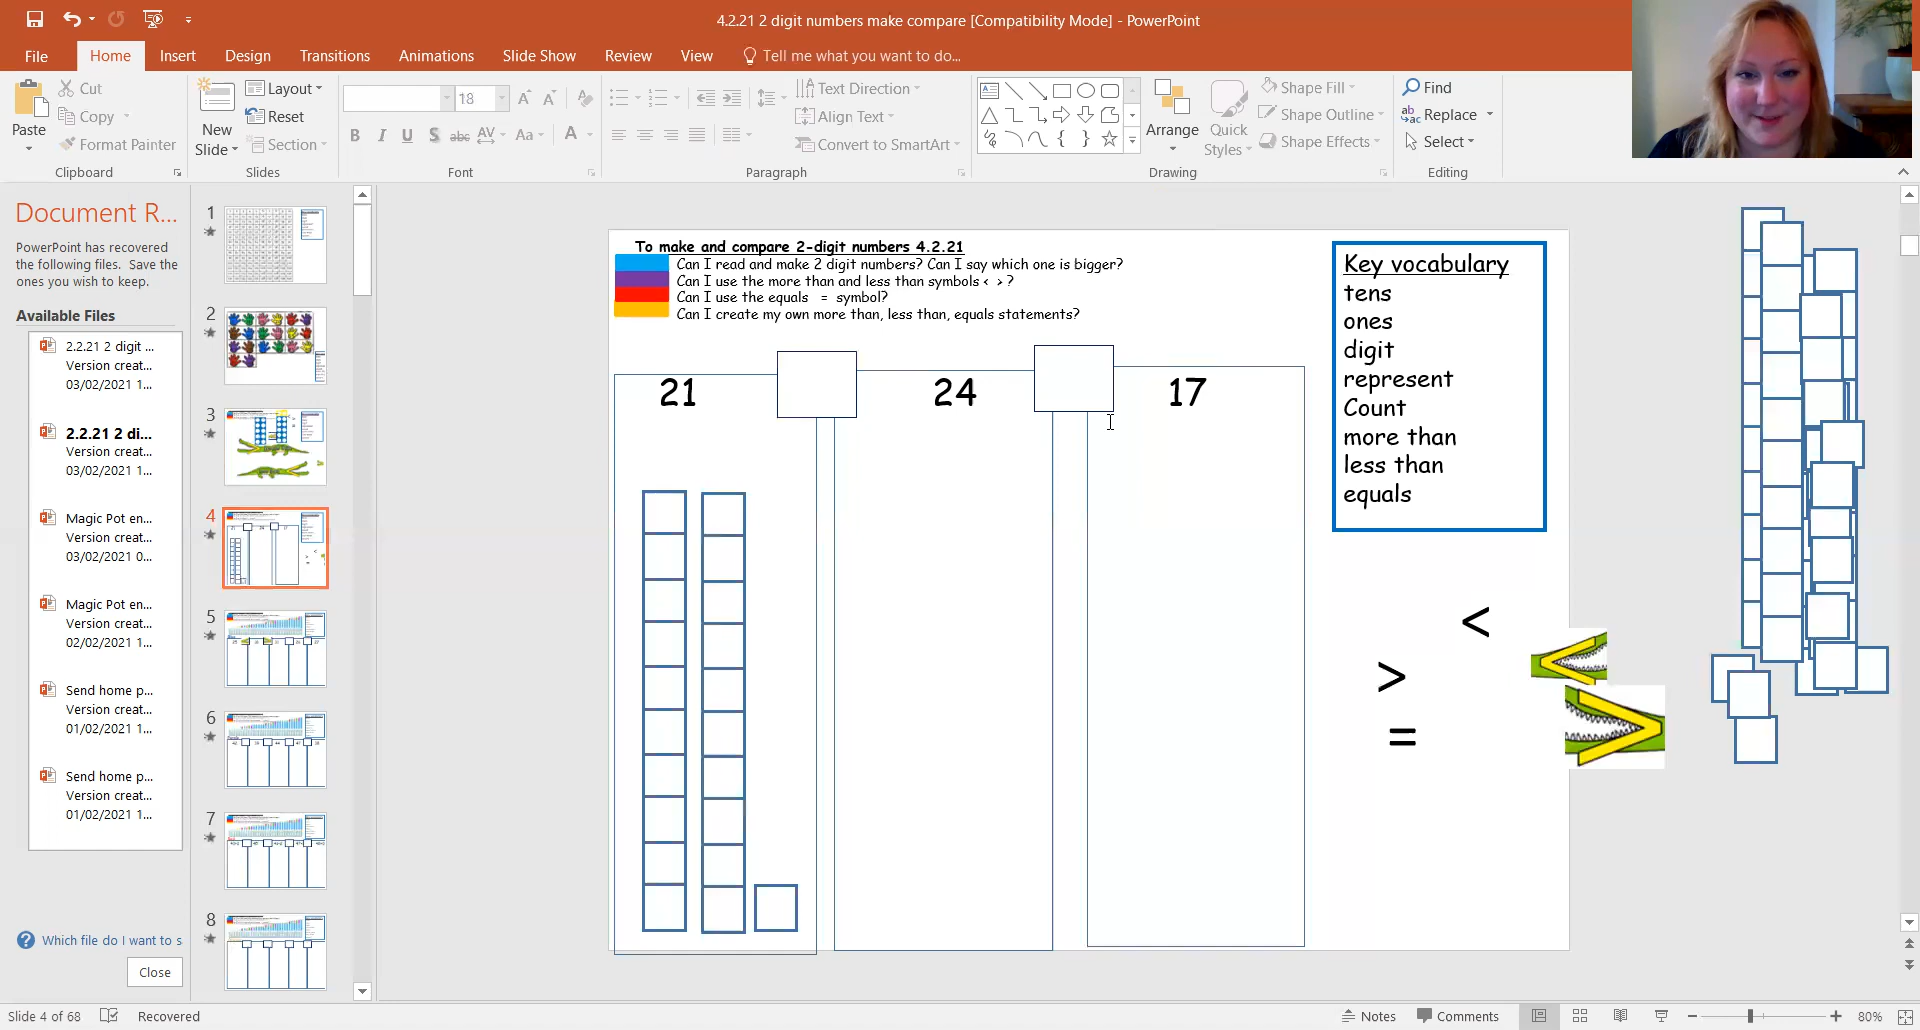 4.2.21 2 digit numbers make compare [Compatibility Mode] - PowerPoint
File Home Insert Design Transitions Animations Slide Show Review View Tell me what you want to do...
Paste
Cut
Copy
Format Painter
Clipboard
New Slide
Layout
Reset
Section
Slides
18
B I U S abc AV Aa A
Font
Text Direction
Align Text
Convert to SmartArt
Paragraph
Arrange
Quick Styles
Shape Fill
Shape Outline
Shape Effects
Drawing
Find
Replace
Select
Editing
Document R...
PowerPoint has recovered
the following files. Save the
ones you wish to keep.
Available Files
2.2.21 2 digit ...
Version creat...
03/02/2021 1...
2.2.21 2 di...
Version creat...
03/02/2021 1...
Magic Pot en...
Version creat...
03/02/2021 0...
Magic Pot en...
Version creat...
02/02/2021 1...
Send home p...
Version creat...
01/02/2021 1...
Send home p...
Version creat...
01/02/2021 1...
Which file do I want to s
Close
1
2
3
4
5
6
7
8
To make and compare 2-digit numbers 4.2.21
Can I read and make 2 digit numbers? Can I say which one is bigger?
Can I use the more than and less than symbols < > ?
Can I use the equals = symbol?
Can I create my own more than, less than, equals statements?
21 24 17
Key vocabulary
tens
ones
digit
represent
Count
more than
less than
equals
<
>
=
Slide 4 of 68 Recovered Notes Comments 80%